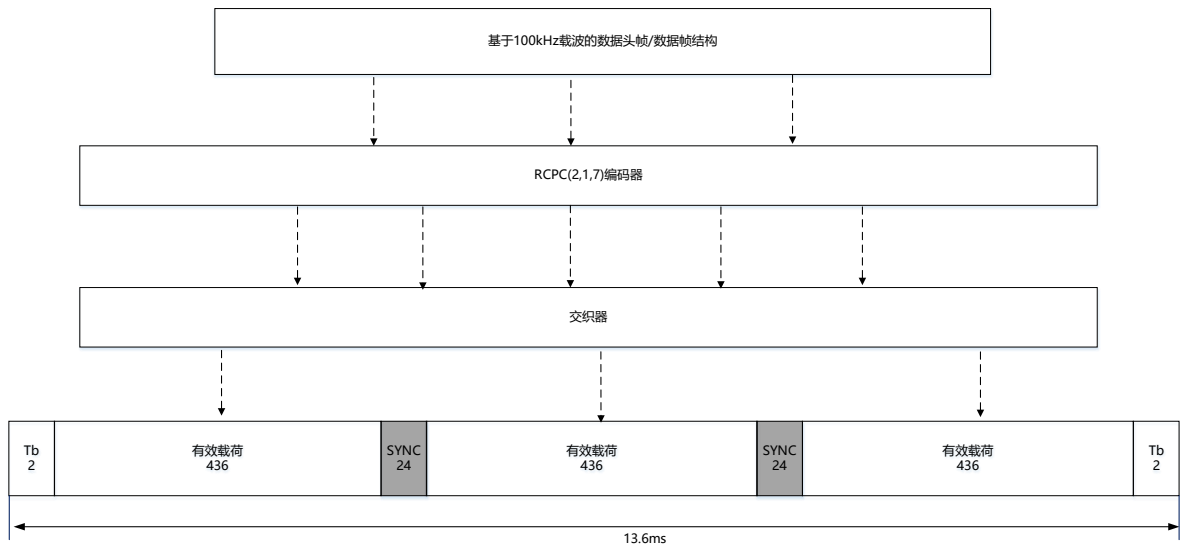 基于100kHz载波的数据头帧/数据帧结构
RCPC(2,1,7)编码器
交织器
Tb
2
有效载荷
436
SYNC
24
有效载荷
436
SYNC
24
有效载荷
436
Tb
2
13.6ms